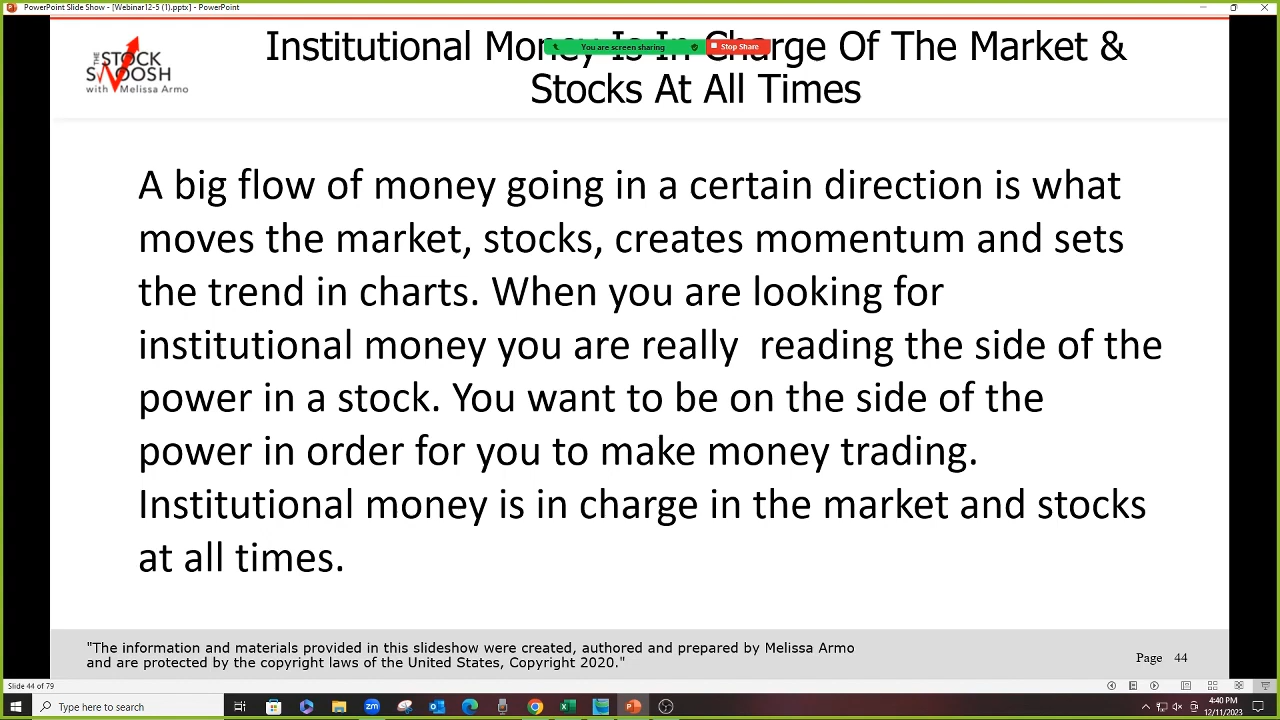 PowerPoint Slide Show - [Webinar12-5 (1).pptx] - PowerPoint
THE
STOCK
SWOOSH
with Melissa Armo
Institutional Money Is In Charge Of The Market &
Stocks At All Times
You are screen sharing
Stop Share
A big flow of money going in a certain direction is what
moves the market, stocks, creates momentum and sets
the trend in charts. When you are looking for
institutional money you are really  reading the side of the
power in a stock. You want to be on the side of the
power in order for you to make money trading.
Institutional money is in charge in the market and stocks
at all times.
"The information and materials provided in this slideshow were created, authored and prepared by Melissa Armo
and are protected by the copyright laws of the United States, Copyright 2020."
Page 44
Slide 44 of 79
Type here to search
zm
4:40 PM
12/11/2023